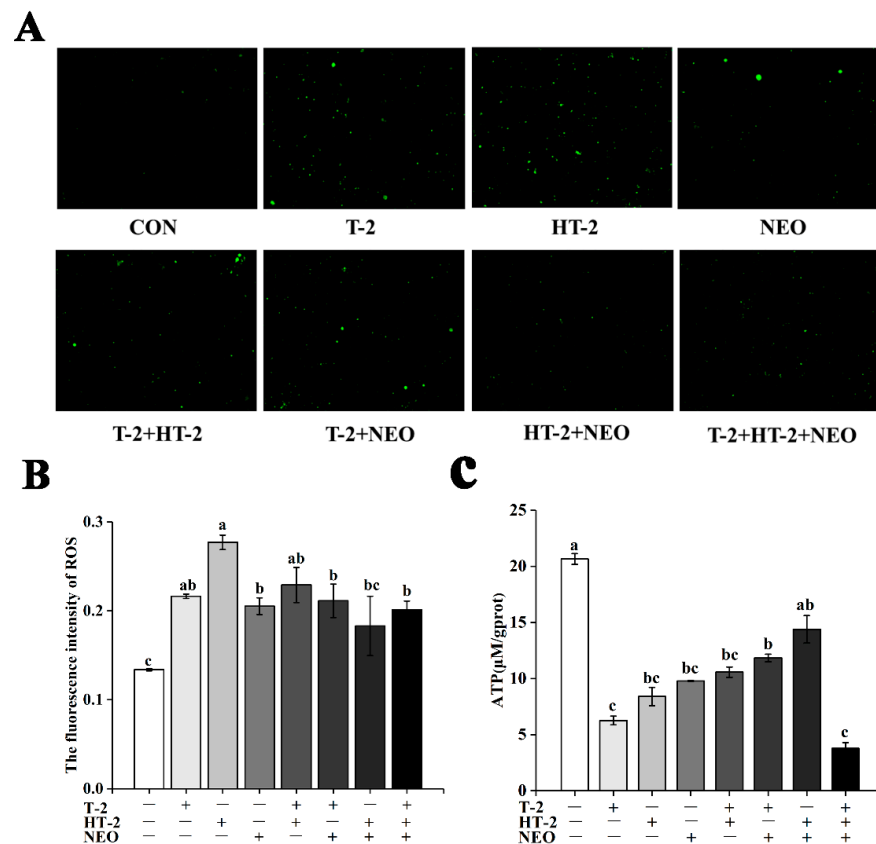 A
CON T-2 HT-2 NEO
T-2+HT-2 T-2+NEO HT-2+NEO T-2+HT-2+NEO
B
The fluorescence intensity of ROS
0.3
0.2
0.1
0.0
c ab a b ab b bc b
T-2 — + — — + + — +
HT-2 — — + — + — + +
NEO — — — + — + + +
C
ATP(μM/gprot)
25
20
15
10
5
0
a c bc bc bc b ab c
T-2 — + — — + + — +
HT-2 — — + — + — + +
NEO — — — + — + + +